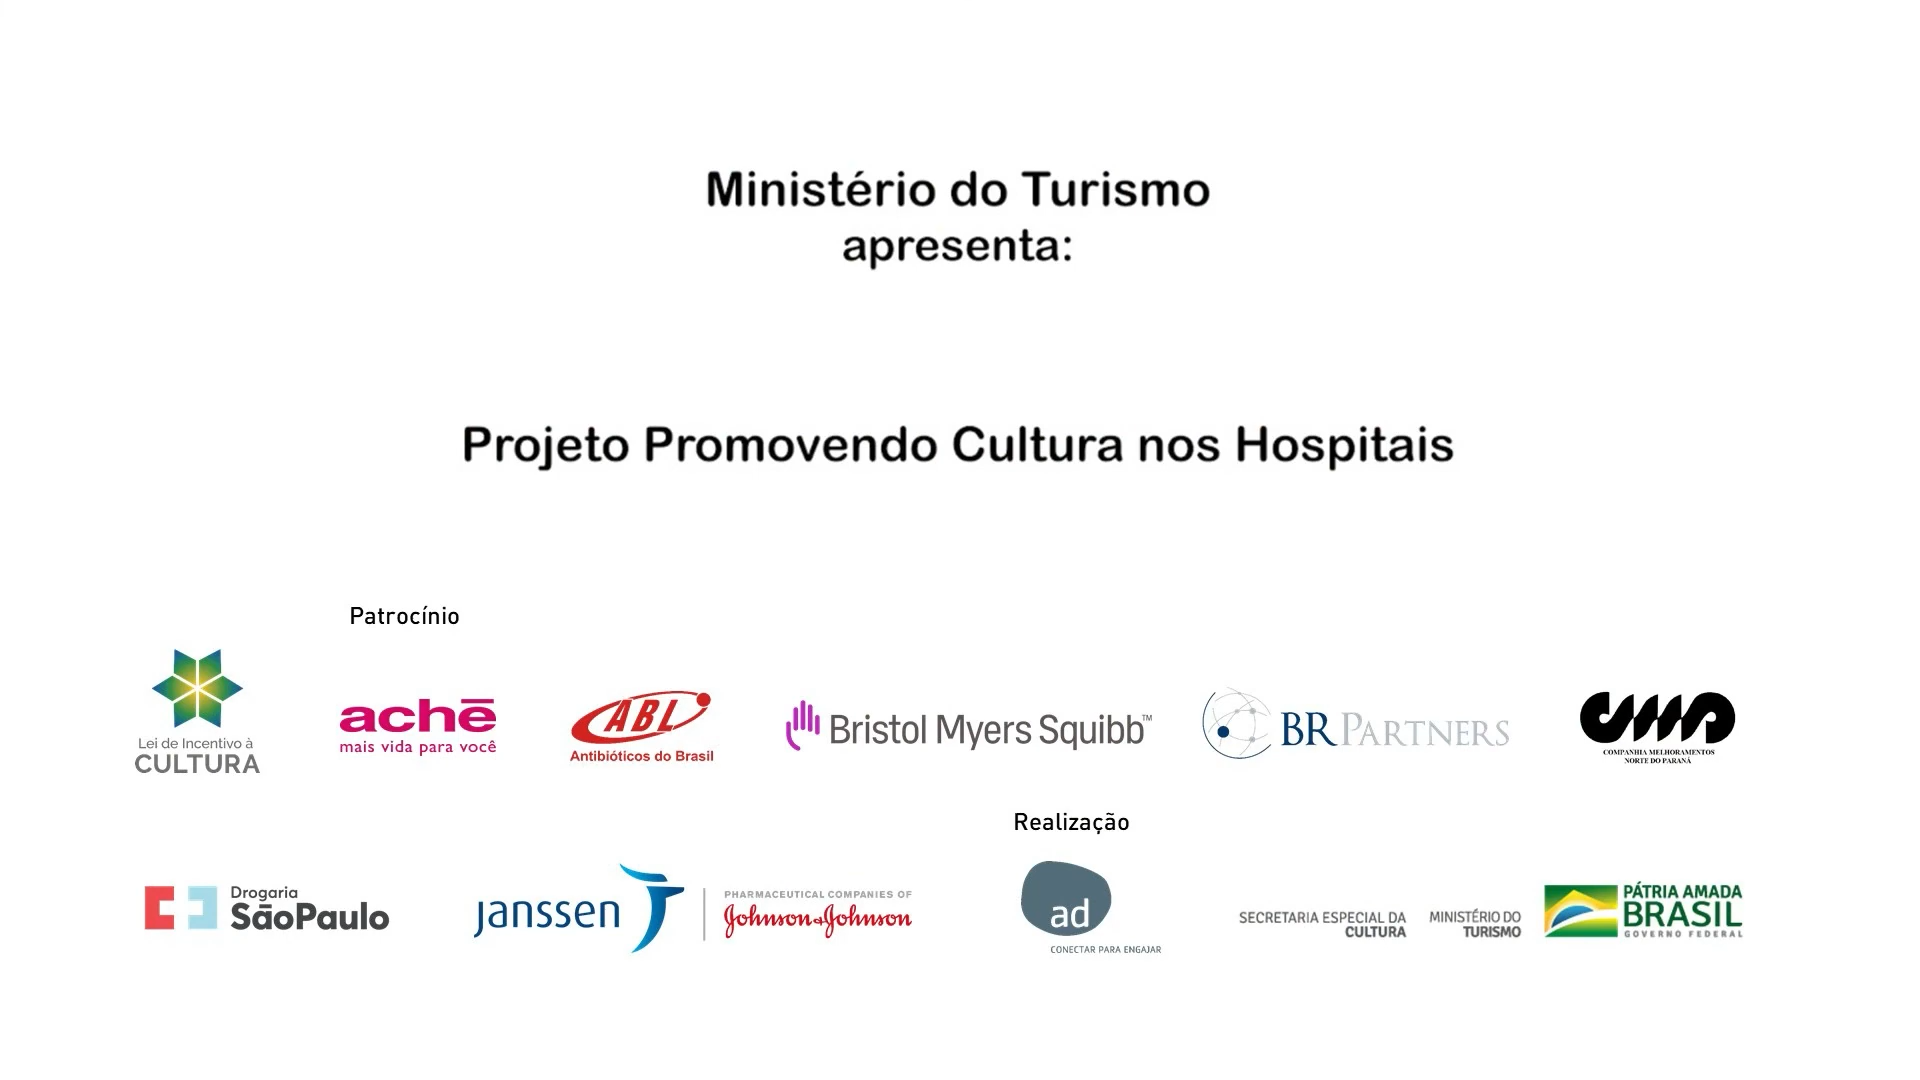 Ministério do Turismo
apresenta:
Projeto Promovendo Cultura nos Hospitais
Patrocínio
Lei de Incentivo à
CULTURA
achē
mais vida para você
ABL
Antibióticos do Brasil
Bristol Myers Squibb™
BR PARTNERS
CMNP
COMPANHIA MELHORAMENTOS
NORTE DO PARANÁ
Drogaria
SãoPaulo
janssen
PHARMACEUTICAL COMPANIES OF
Johnson & Johnson
Realização
ad
CONECTAR PARA ENGAJAR
SECRETARIA ESPECIAL DA
CULTURA
MINISTÉRIO DO
TURISMO
PÁTRIA AMADA
BRASIL
GOVERNO FEDERAL